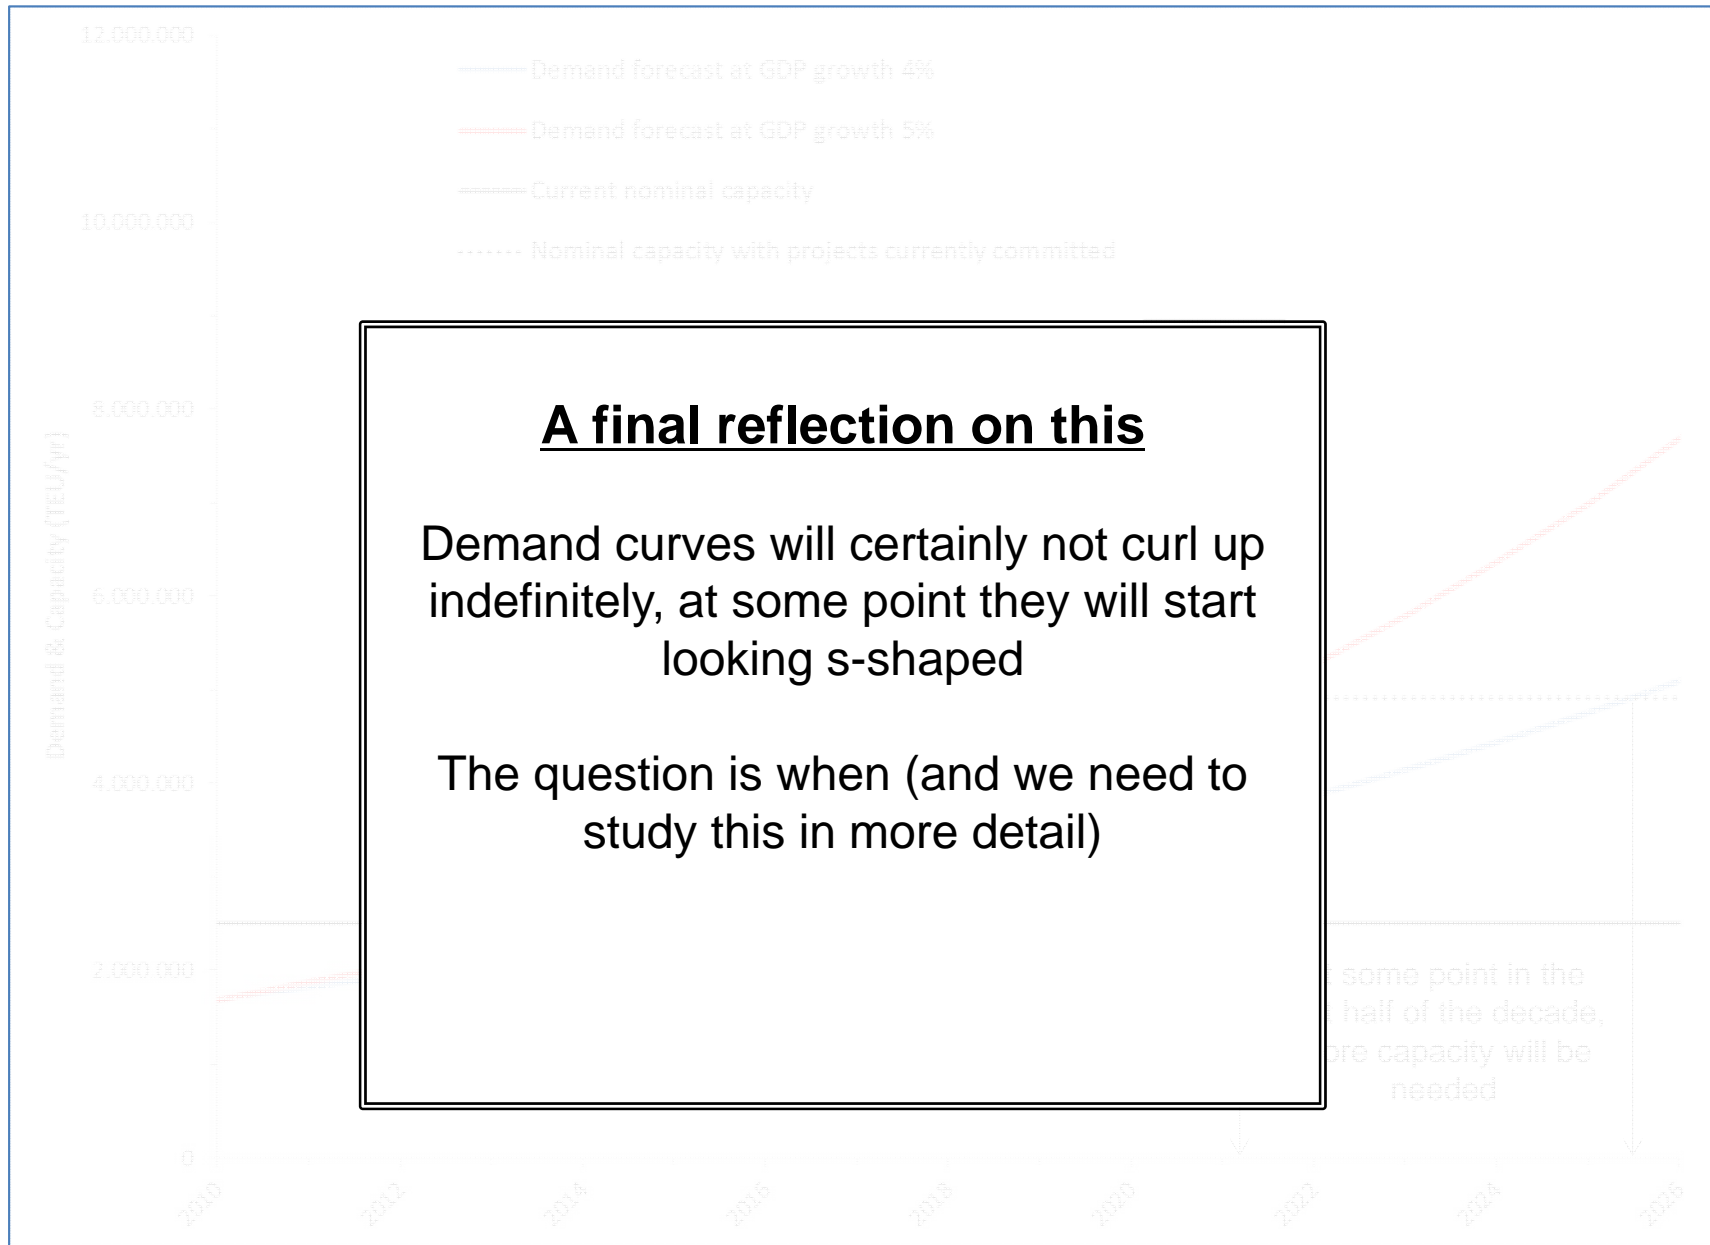 12.000.000
Demand forecast at GDP growth 4%
Demand forecast at GDP growth 5%
Current nominal capacity
10.000.000
Nominal capacity with projects currently committed
8.000.000
6.000.000
4.000.000
2.000.000
0
Demand & Capacity (TEU/yr)
A final reflection on this
Demand curves will certainly not curl up
indefinitely, at some point they will start
looking s-shaped
The question is when (and we need to
study this in more detail)
some point in the
half of the decade,
capacity will be
needed
2010
2012
2014
2016
2018
2020
2022
2024
2026